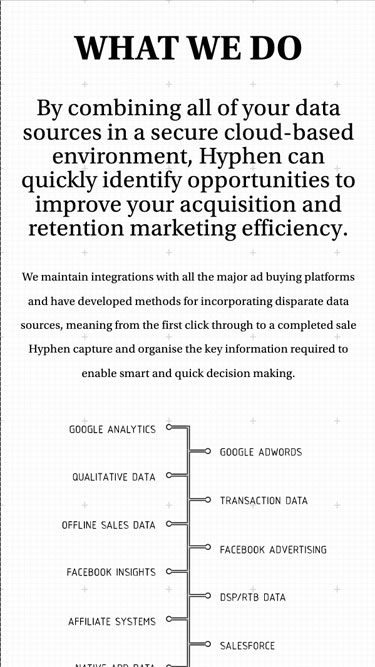 WHAT WE DO
By combining all of your data
sources in a secure cloud-based
environment, Hyphen can
quickly identify opportunities to
improve your acquisition and
retention marketing efficiency.
We maintain integrations with all the major ad buying platforms
and have developed methods for incorporating disparate data
sources, meaning from the first click through to a completed sale
Hyphen capture and organise the key information required to
enable smart and quick decision making.
GOOGLE ANALYTICS
GOOGLE ADWORDS
QUALITATIVE DATA
TRANSACTION DATA
OFFLINE SALES DATA
FACEBOOK ADVERTISING
FACEBOOK INSIGHTS
DSP/RTB DATA
AFFILIATE SYSTEMS
SALESFORCE
NATIVE APP DATA